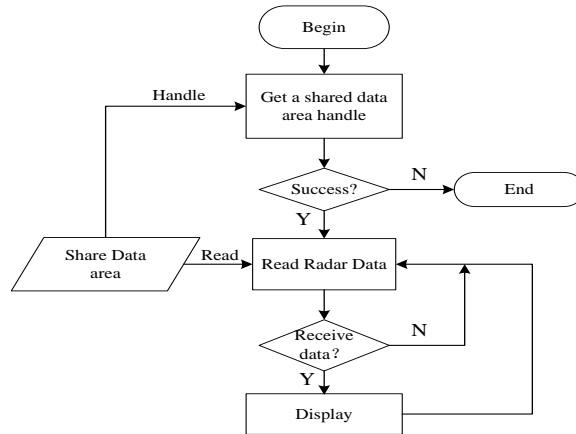 Begin
Handle
Get a shared data
area handle
Success?
N
End
Y
Share Data
area
Read
Read Radar Data
Receive
data?
N
Y
Display